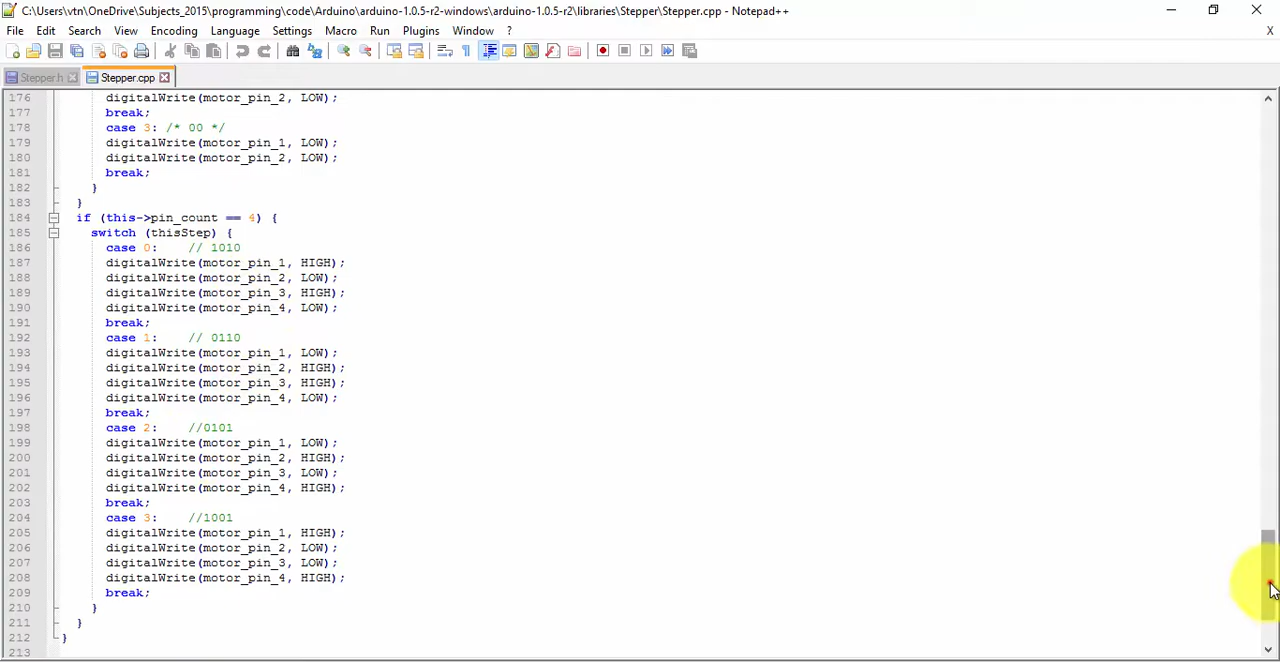 C:\Users\vtn\OneDrive\Subjects_2015\programming\code\Arduino\arduino-1.0.5-r2-windows\arduino-1.0.5-r2\libraries\Stepper\Stepper.cpp - Notepad++
File Edit Search View Encoding Language Settings Macro Run Plugins Window ? X
Stepper.h Stepper.cpp
176 digitalWrite(motor_pin_2, LOW);
177 break;
178 case 3: /* 00 */
179 digitalWrite(motor_pin_1, LOW);
180 digitalWrite(motor_pin_2, LOW);
181 break;
182 }
183 }
184 if (this->pin_count == 4) {
185 switch (thisStep) {
186 case 0: // 1010
187 digitalWrite(motor_pin_1, HIGH);
188 digitalWrite(motor_pin_2, LOW);
189 digitalWrite(motor_pin_3, HIGH);
190 digitalWrite(motor_pin_4, LOW);
191 break;
192 case 1: // 0110
193 digitalWrite(motor_pin_1, LOW);
194 digitalWrite(motor_pin_2, HIGH);
195 digitalWrite(motor_pin_3, HIGH);
196 digitalWrite(motor_pin_4, LOW);
197 break;
198 case 2: //0101
199 digitalWrite(motor_pin_1, LOW);
200 digitalWrite(motor_pin_2, HIGH);
201 digitalWrite(motor_pin_3, LOW);
202 digitalWrite(motor_pin_4, HIGH);
203 break;
204 case 3: //1001
205 digitalWrite(motor_pin_1, HIGH);
206 digitalWrite(motor_pin_2, LOW);
207 digitalWrite(motor_pin_3, LOW);
208 digitalWrite(motor_pin_4, HIGH);
209 break;
210 }
211 }
212 }
213